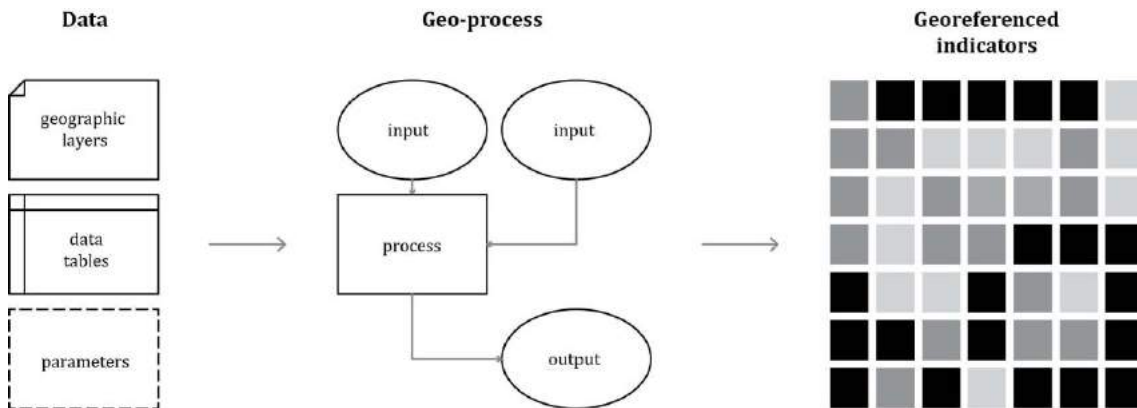 Data
Geo-process
Georeferenced
indicators
geographic
layers
data
tables
parameters
input
input
process
output